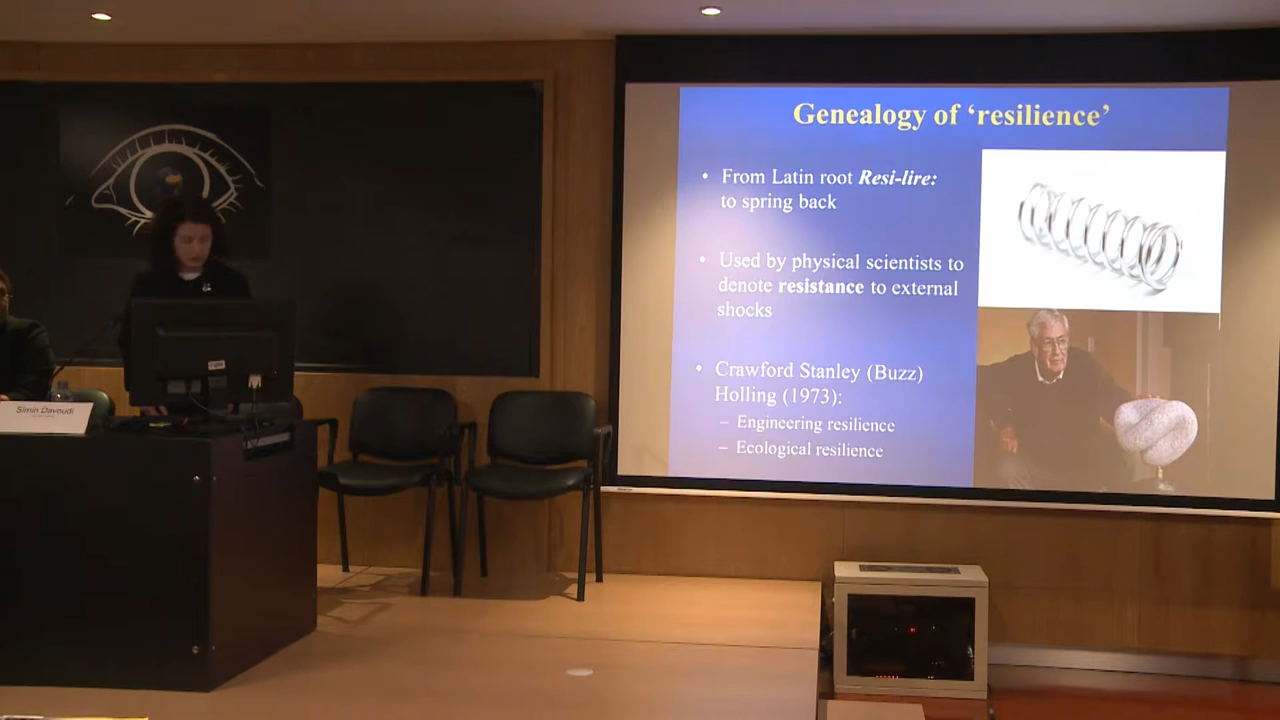 Genealogy of ‘resilience’
• From Latin root Resi-lire:
to spring back
• Used by physical scientists to
denote resistance to external
shocks
• Crawford Stanley (Buzz)
Holling (1973):
– Engineering resilience
– Ecological resilience
Simin Davoudi